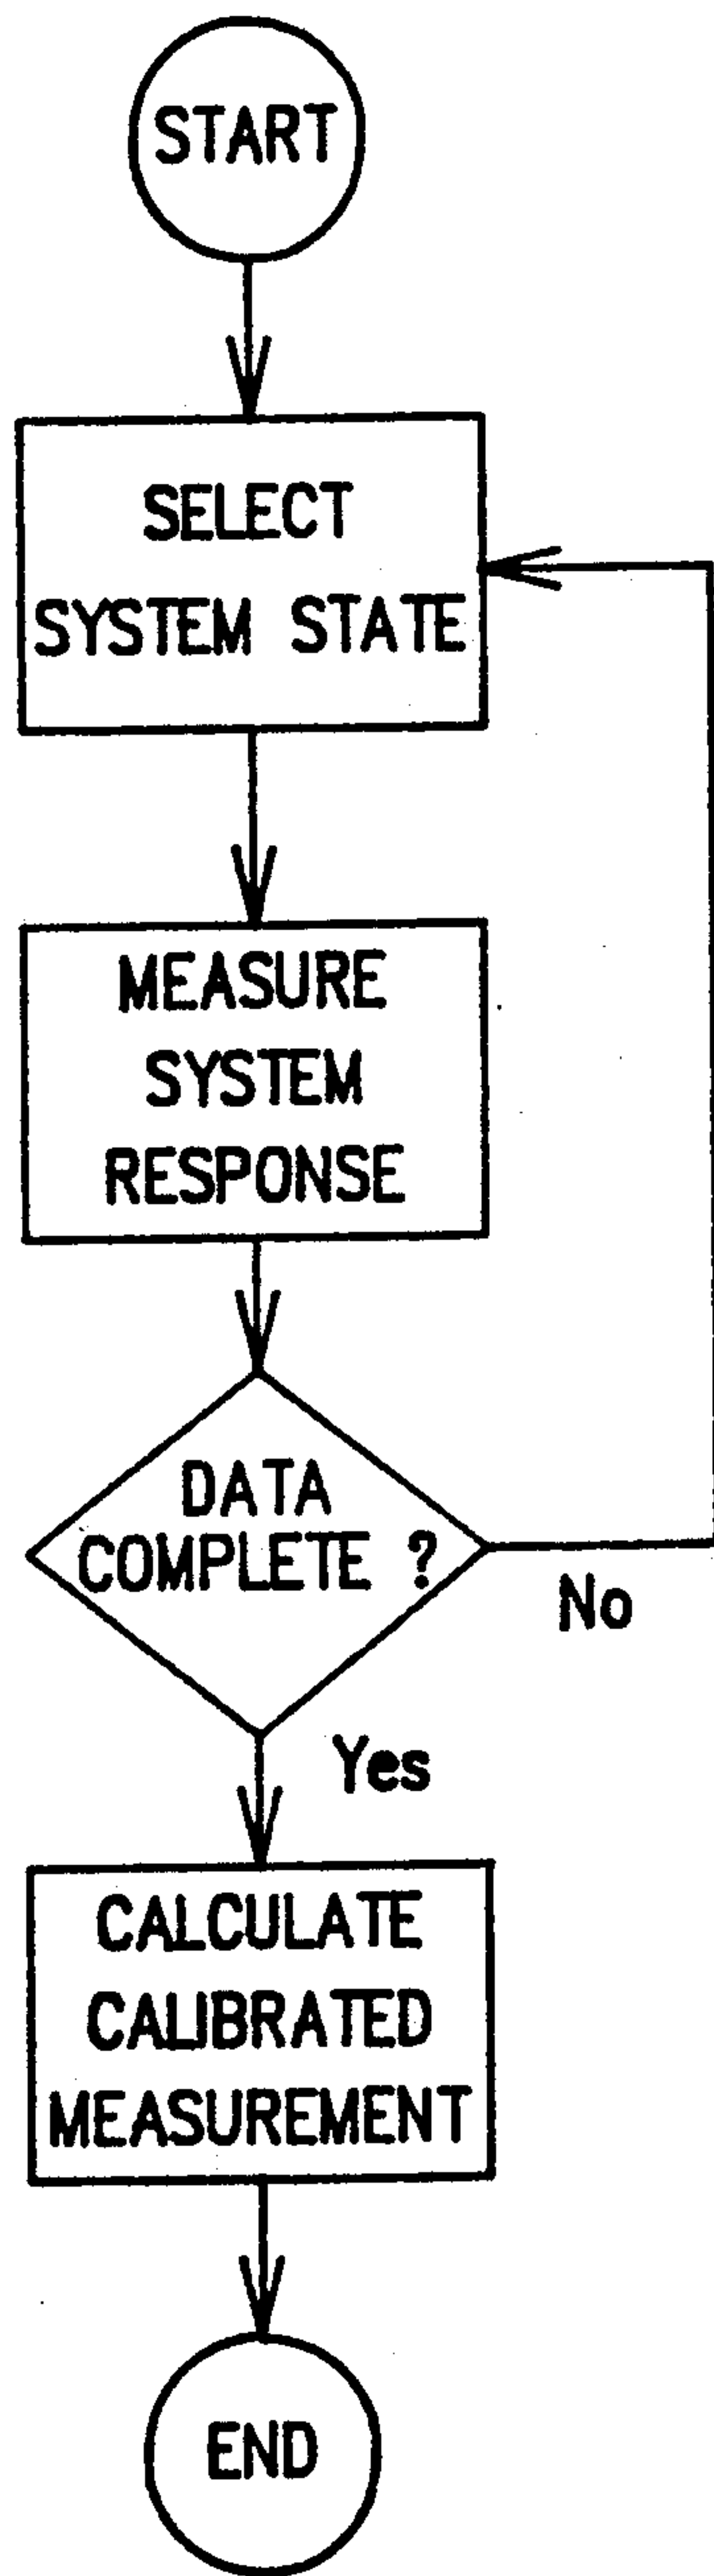 START
SELECT
SYSTEM STATE
MEASURE
SYSTEM
RESPONSE
DATA
COMPLETE ?
No
Yes
CALCULATE
CALIBRATED
MEASUREMENT
END